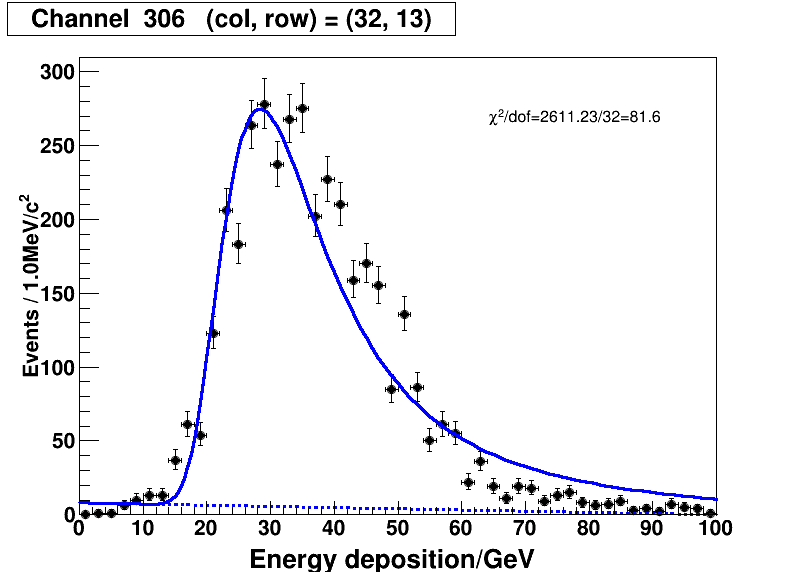 Channel  306   (col, row) = (32, 13)
χ²/dof=2611.23/32=81.6
Events / 1.0MeV/c²
300
250
200
150
100
50
0
0 10 20 30 40 50 60 70 80 90 100
Energy deposition/GeV